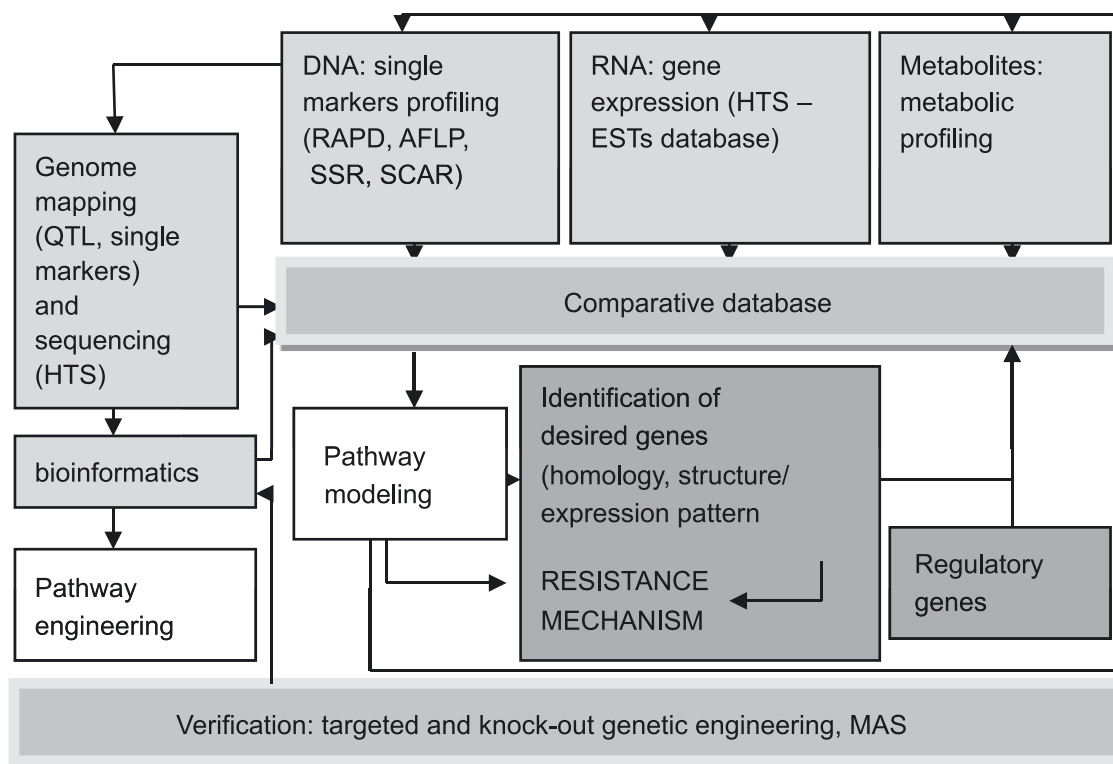 DNA: single
markers profiling
(RAPD, AFLP,
SSR, SCAR)
RNA: gene
expression (HTS –
ESTs database)
Metabolites:
metabolic
profiling
Genome
mapping
(QTL, single
markers)
and
sequencing
(HTS)
Comparative database
bioinformatics
Pathway
engineering
Pathway
modeling
Identification of
desired genes
(homology, structure/
expression pattern
RESISTANCE
MECHANISM
Regulatory
genes
Verification: targeted and knock-out genetic engineering, MAS